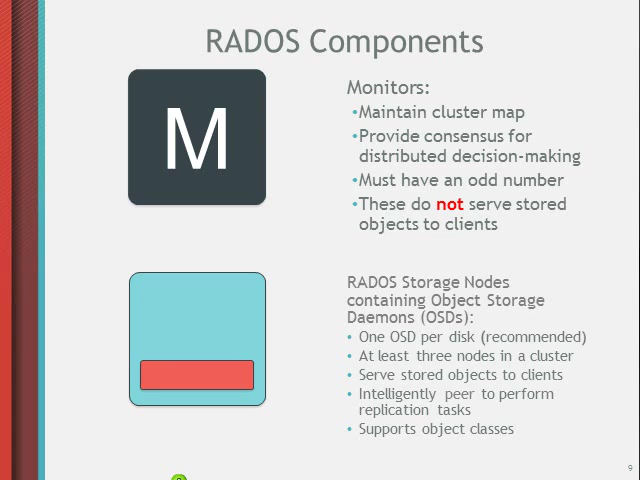 RADOS Components
M
Monitors:
•Maintain cluster map
•Provide consensus for
distributed decision-making
•Must have an odd number
•These do not serve stored
objects to clients
RADOS Storage Nodes
containing Object Storage
Daemons (OSDs):
• One OSD per disk (recommended)
• At least three nodes in a cluster
• Serve stored objects to clients
• Intelligently peer to perform
replication tasks
• Supports object classes
9